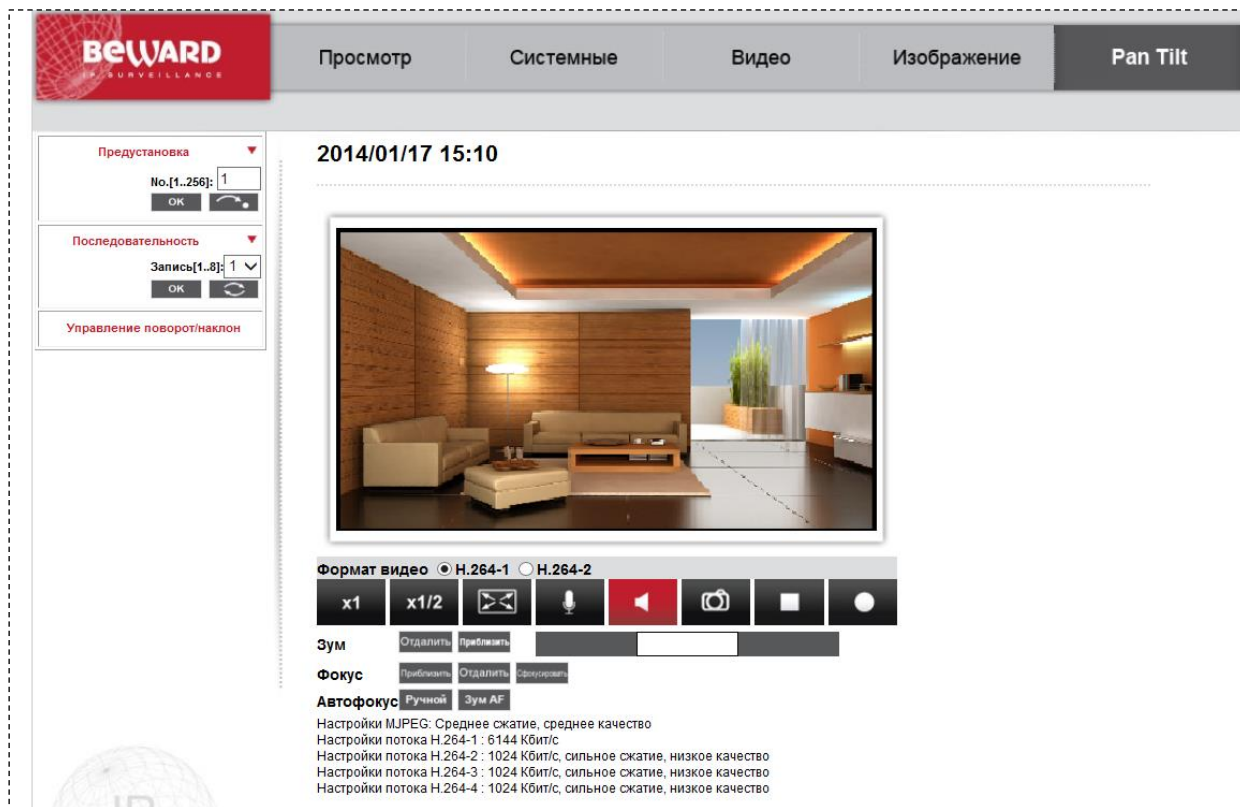 BEWARD
IP SURVEILLANCE
Просмотр
Системные
Видео
Изображение
Pan Tilt
Предустановка
No.[1..256]: 1
OK
Последовательность
Запись[1..8]: 1
OK
Управление поворот/наклон
2014/01/17 15:10
Формат видео H.264-1 H.264-2
x1 x1/2
Зум Отдалить Приблизить
Фокус Приблизить Отдалить Сфокусировать
Автофокус Ручной Зум AF
Настройки MJPEG: Среднее сжатие, среднее качество
Настройки потока H.264-1 : 6144 Кбит/с
Настройки потока H.264-2 : 1024 Кбит/с, сильное сжатие, низкое качество
Настройки потока H.264-3 : 1024 Кбит/с, сильное сжатие, низкое качество
Настройки потока H.264-4 : 1024 Кбит/с, сильное сжатие, низкое качество